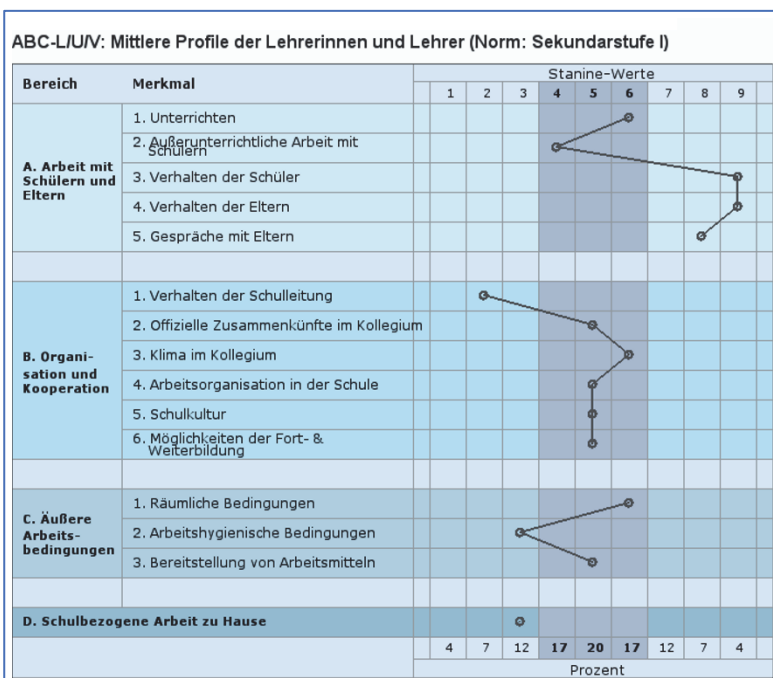 ABC-L/U/V: Mittlere Profile der Lehrerinnen und Lehrer (Norm: Sekundarstufe I)
Bereich Merkmal Stanine-Werte
1 2 3 4 5 6 7 8 9
A. Arbeit mit
Schülern und
Eltern
1. Unterrichten
2. Außerunterrichtliche Arbeit mit
Schülern
3. Verhalten der Schüler
4. Verhalten der Eltern
5. Gespräche mit Eltern
B. Organi-
sation und
Kooperation
1. Verhalten der Schulleitung
2. Offizielle Zusammenkünfte im Kollegium
3. Klima im Kollegium
4. Arbeitsorganisation in der Schule
5. Schulkultur
6. Möglichkeiten der Fort- &
Weiterbildung
C. Äußere
Arbeits-
bedingungen
1. Räumliche Bedingungen
2. Arbeitshygienische Bedingungen
3. Bereitstellung von Arbeitsmitteln
D. Schulbezogene Arbeit zu Hause
4 7 12 17 20 17 12 7 4
Prozent